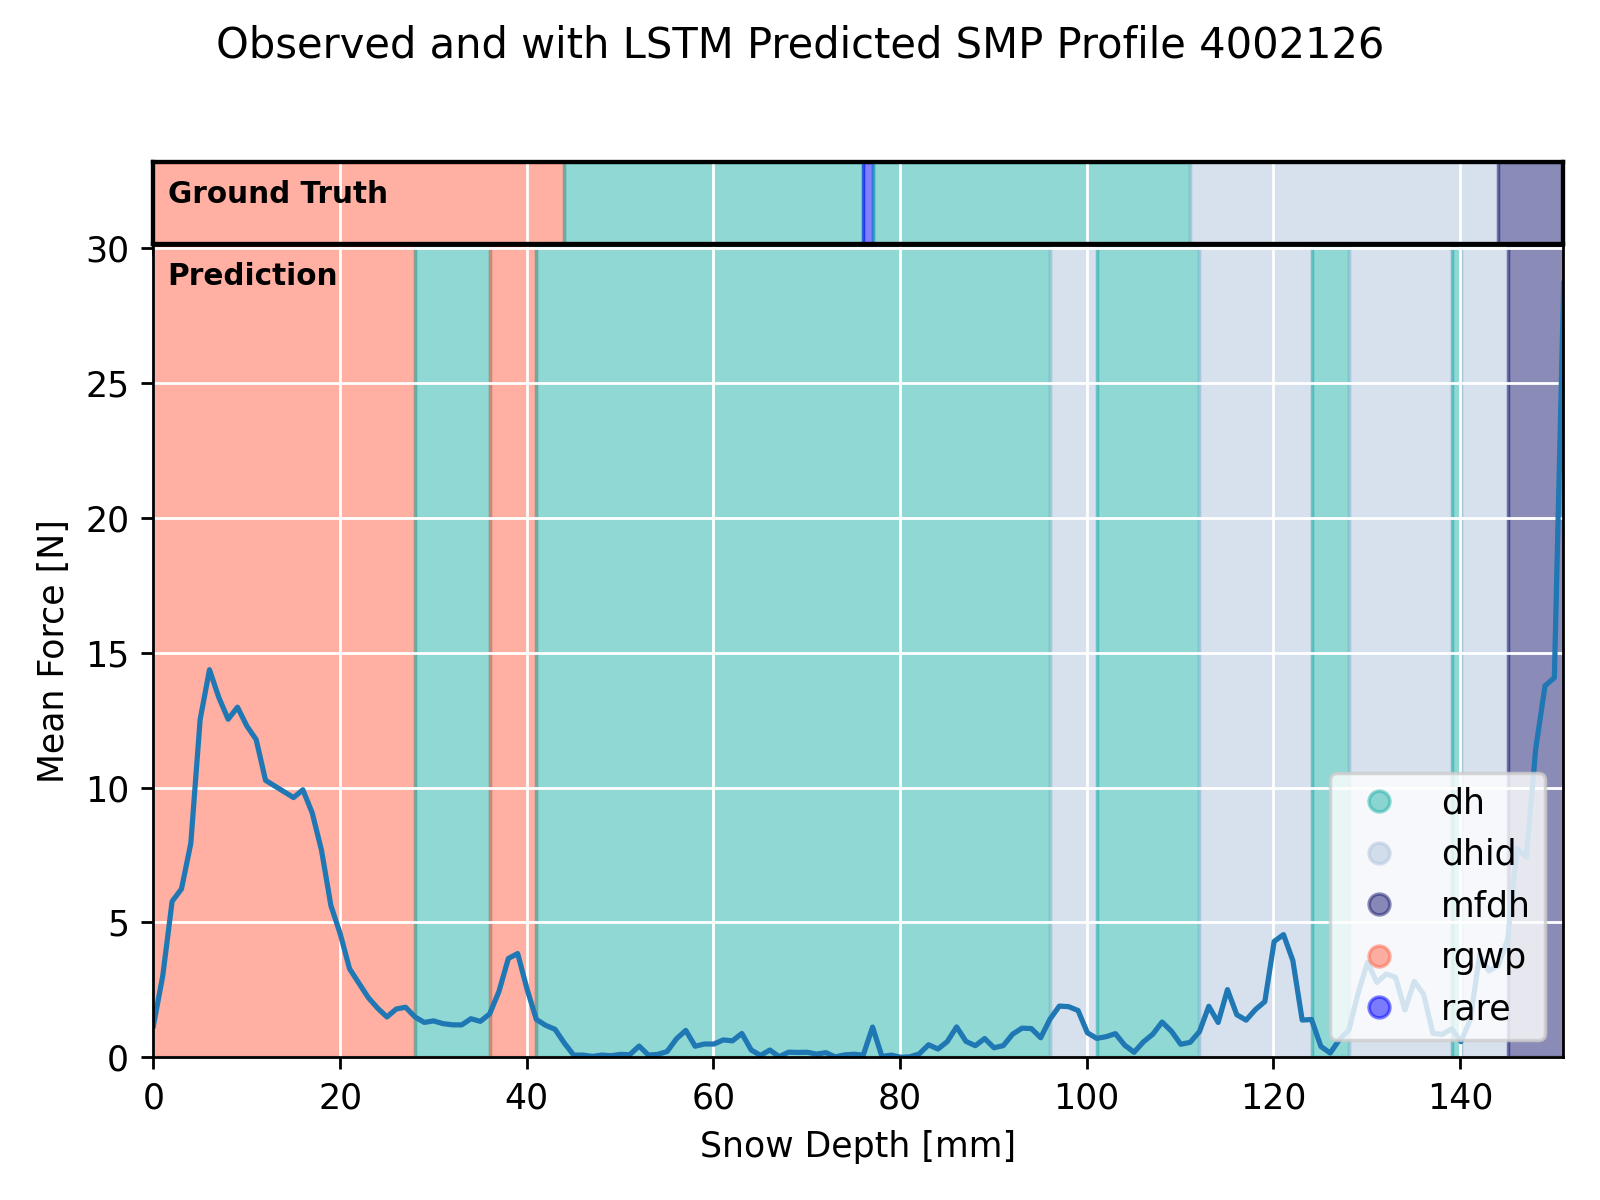 Observed and with LSTM Predicted SMP Profile 4002126
Ground Truth
Prediction
30
25
20
15
10
5
0
Mean Force [N]
dh
dhid
mfdh
rgwp
rare
0 20 40 60 80 100 120 140
Snow Depth [mm]